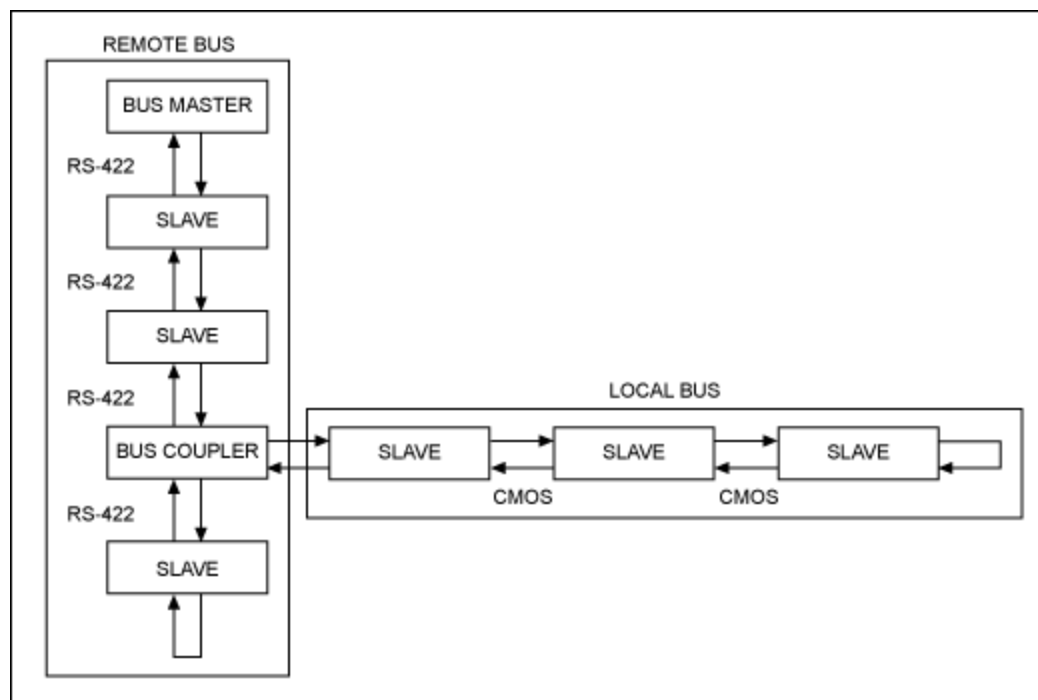 REMOTE BUS
BUS MASTER
RS-422
SLAVE
RS-422
SLAVE
RS-422
BUS COUPLER
RS-422
SLAVE
LOCAL BUS
SLAVE
SLAVE
SLAVE
CMOS
CMOS